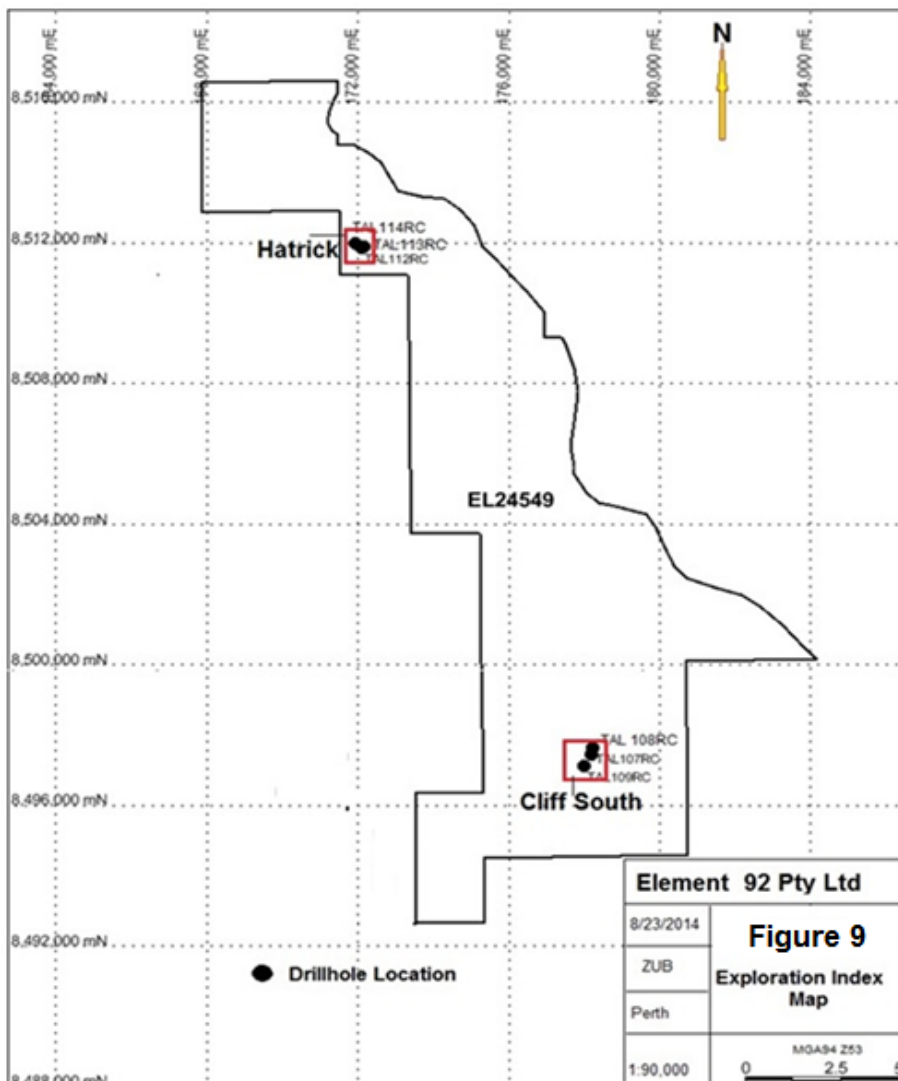 164,000 mE
168,000 mE
172,000 mE
176,000 mE
180,000 mE
184,000 mE
N
8,516,000 mN
TAL114RC
8,512,000 mN
Hatrick
TAL113RC
TAL112RC
8,508,000 mN
EL24549
8,504,000 mN
8,500,000 mN
TAL 108RC
TAL107RC
TAL109RC
8,496,000 mN
Cliff South
Element 92 Pty Ltd
8/23/2014
Figure 9
8,492,000 mN
ZUB
Drillhole Location
Exploration Index
Map
Perth
MGA94 Z53
1:90,000
0 2.5 5
8,488,000 mN